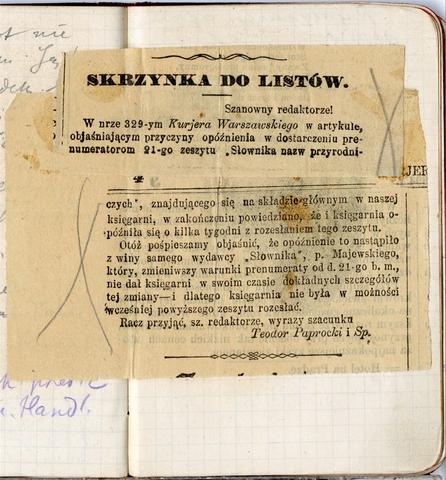 SKRZYNKA DO LISTÓW.
Szanowny redaktorze!
W nrze 329-ym Kurjera Warszawskiego w artykule,
objaśniającym przyczyny opóźnienia w dostarczeniu pre-
numeratorom 21-go zeszytu „Słownika nazw przyrodni-
czych", znajdującego się na składzie głównym w naszej
księgarni, w zakończeniu powiedziano, że i księgarnia o-
późniła się o kilka tygodni z rozesłaniem tego zeszytu.
Otóż pośpieszamy objaśnić, że opóźnienie to nastąpiło
z winy samego wydawcy „Słownika", p. Majewskiego,
który, zmieniwszy warunki prenumeraty od d. 21-go b. m.,
nie dał księgarni w swoim czasie dokładnych szczegółów
tej zmiany—i dlatego księgarnia nie była w możności
wcześniej powyższego zeszytu rozesłać.
Racz przyjąć, sz. redaktorze, wyrazy szacunku
Teodor Paprocki i Sp.
nie
Handl.